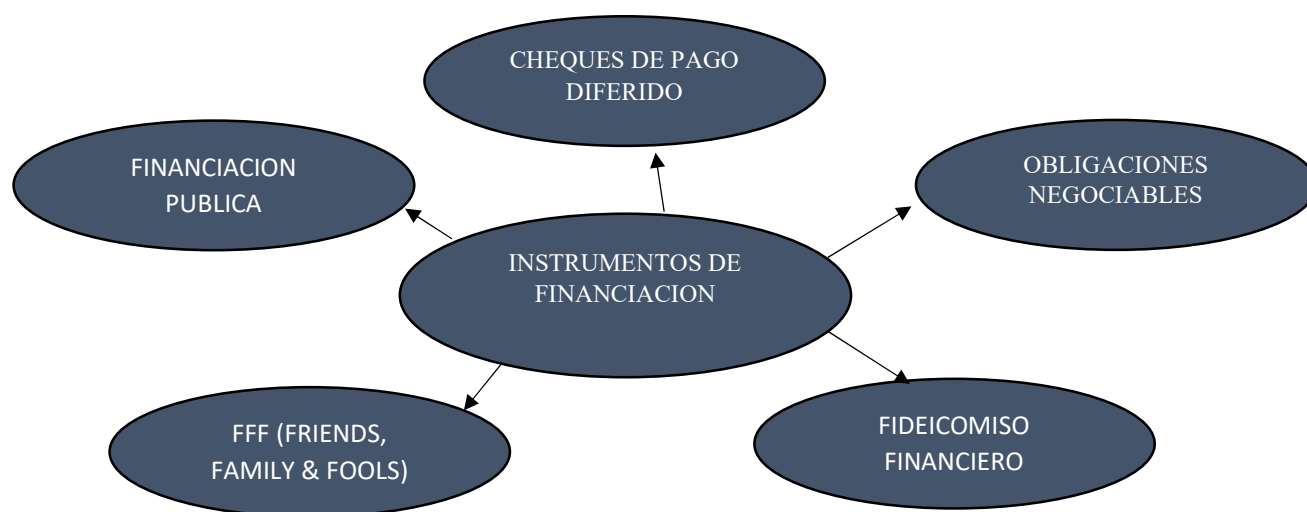 CHEQUES DE PAGO
DIFERIDO
FINANCIACION
PUBLICA
OBLIGACIONES
NEGOCIABLES
INSTRUMENTOS DE
FINANCIACION
FFF (FRIENDS,
FAMILY & FOOLS)
FIDEICOMISO
FINANCIERO